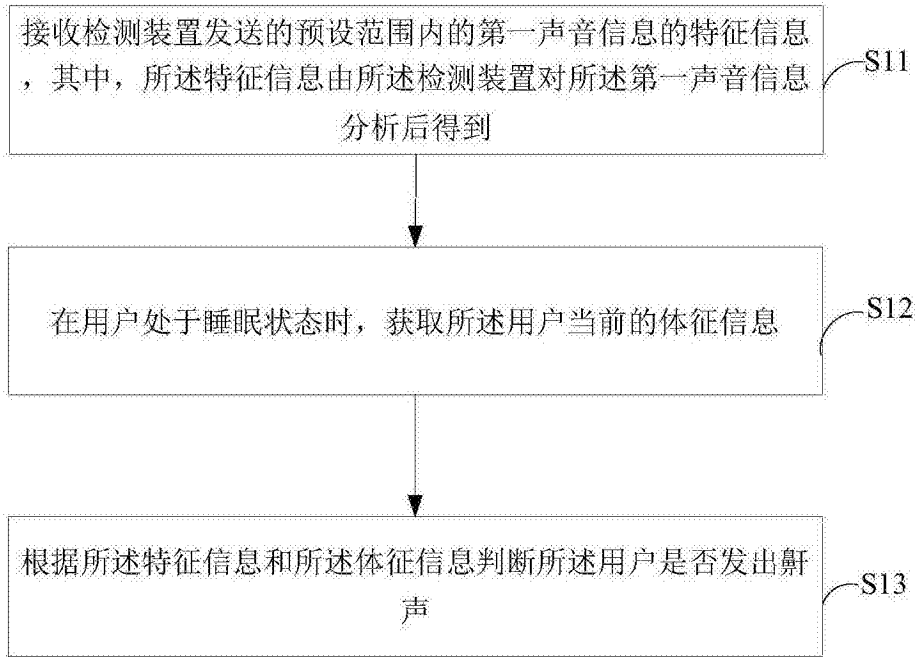 接收检测装置发送的预设范围内的第一声音信息的特征信息
，其中，所述特征信息由所述检测装置对所述第一声音信息
分析后得到
S11
在用户处于睡眠状态时，获取所述用户当前的体征信息
S12
根据所述特征信息和所述体征信息判断所述用户是否发出鼾
声
S13